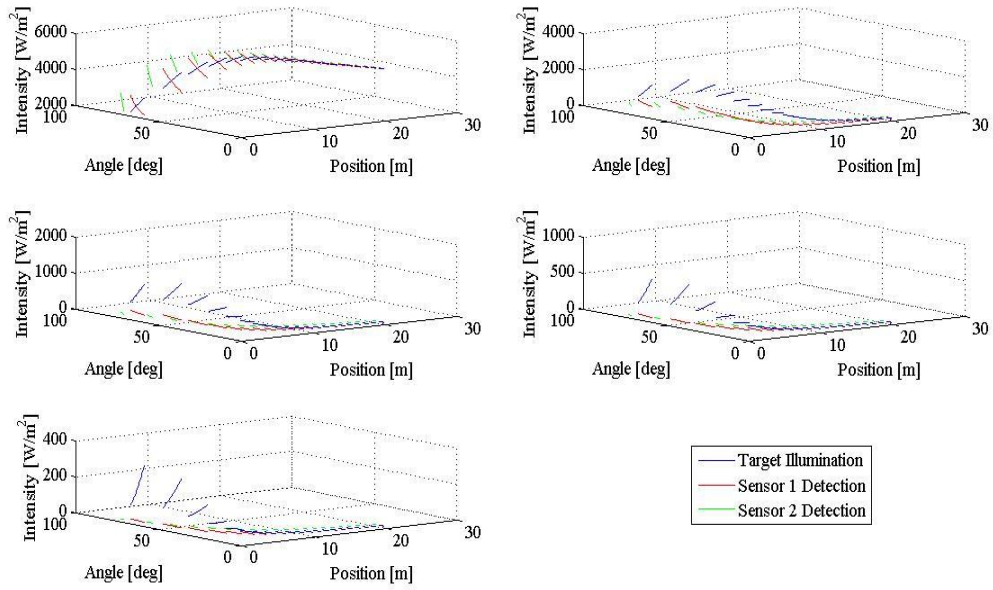 6000
4000
2000
100
50
0
0
10
20
30
Intensity [W/m²]
Angle [deg]
Position [m]
4000
2000
0
100
50
0
0
10
20
30
Intensity [W/m²]
Angle [deg]
Position [m]
2000
1000
0
100
50
0
0
10
20
30
Intensity [W/m²]
Angle [deg]
Position [m]
1000
500
0
100
50
0
0
10
20
30
Intensity [W/m²]
Angle [deg]
Position [m]
400
200
0
100
50
0
0
10
20
30
Intensity [W/m²]
Angle [deg]
Position [m]
Target Illumination
Sensor 1 Detection
Sensor 2 Detection